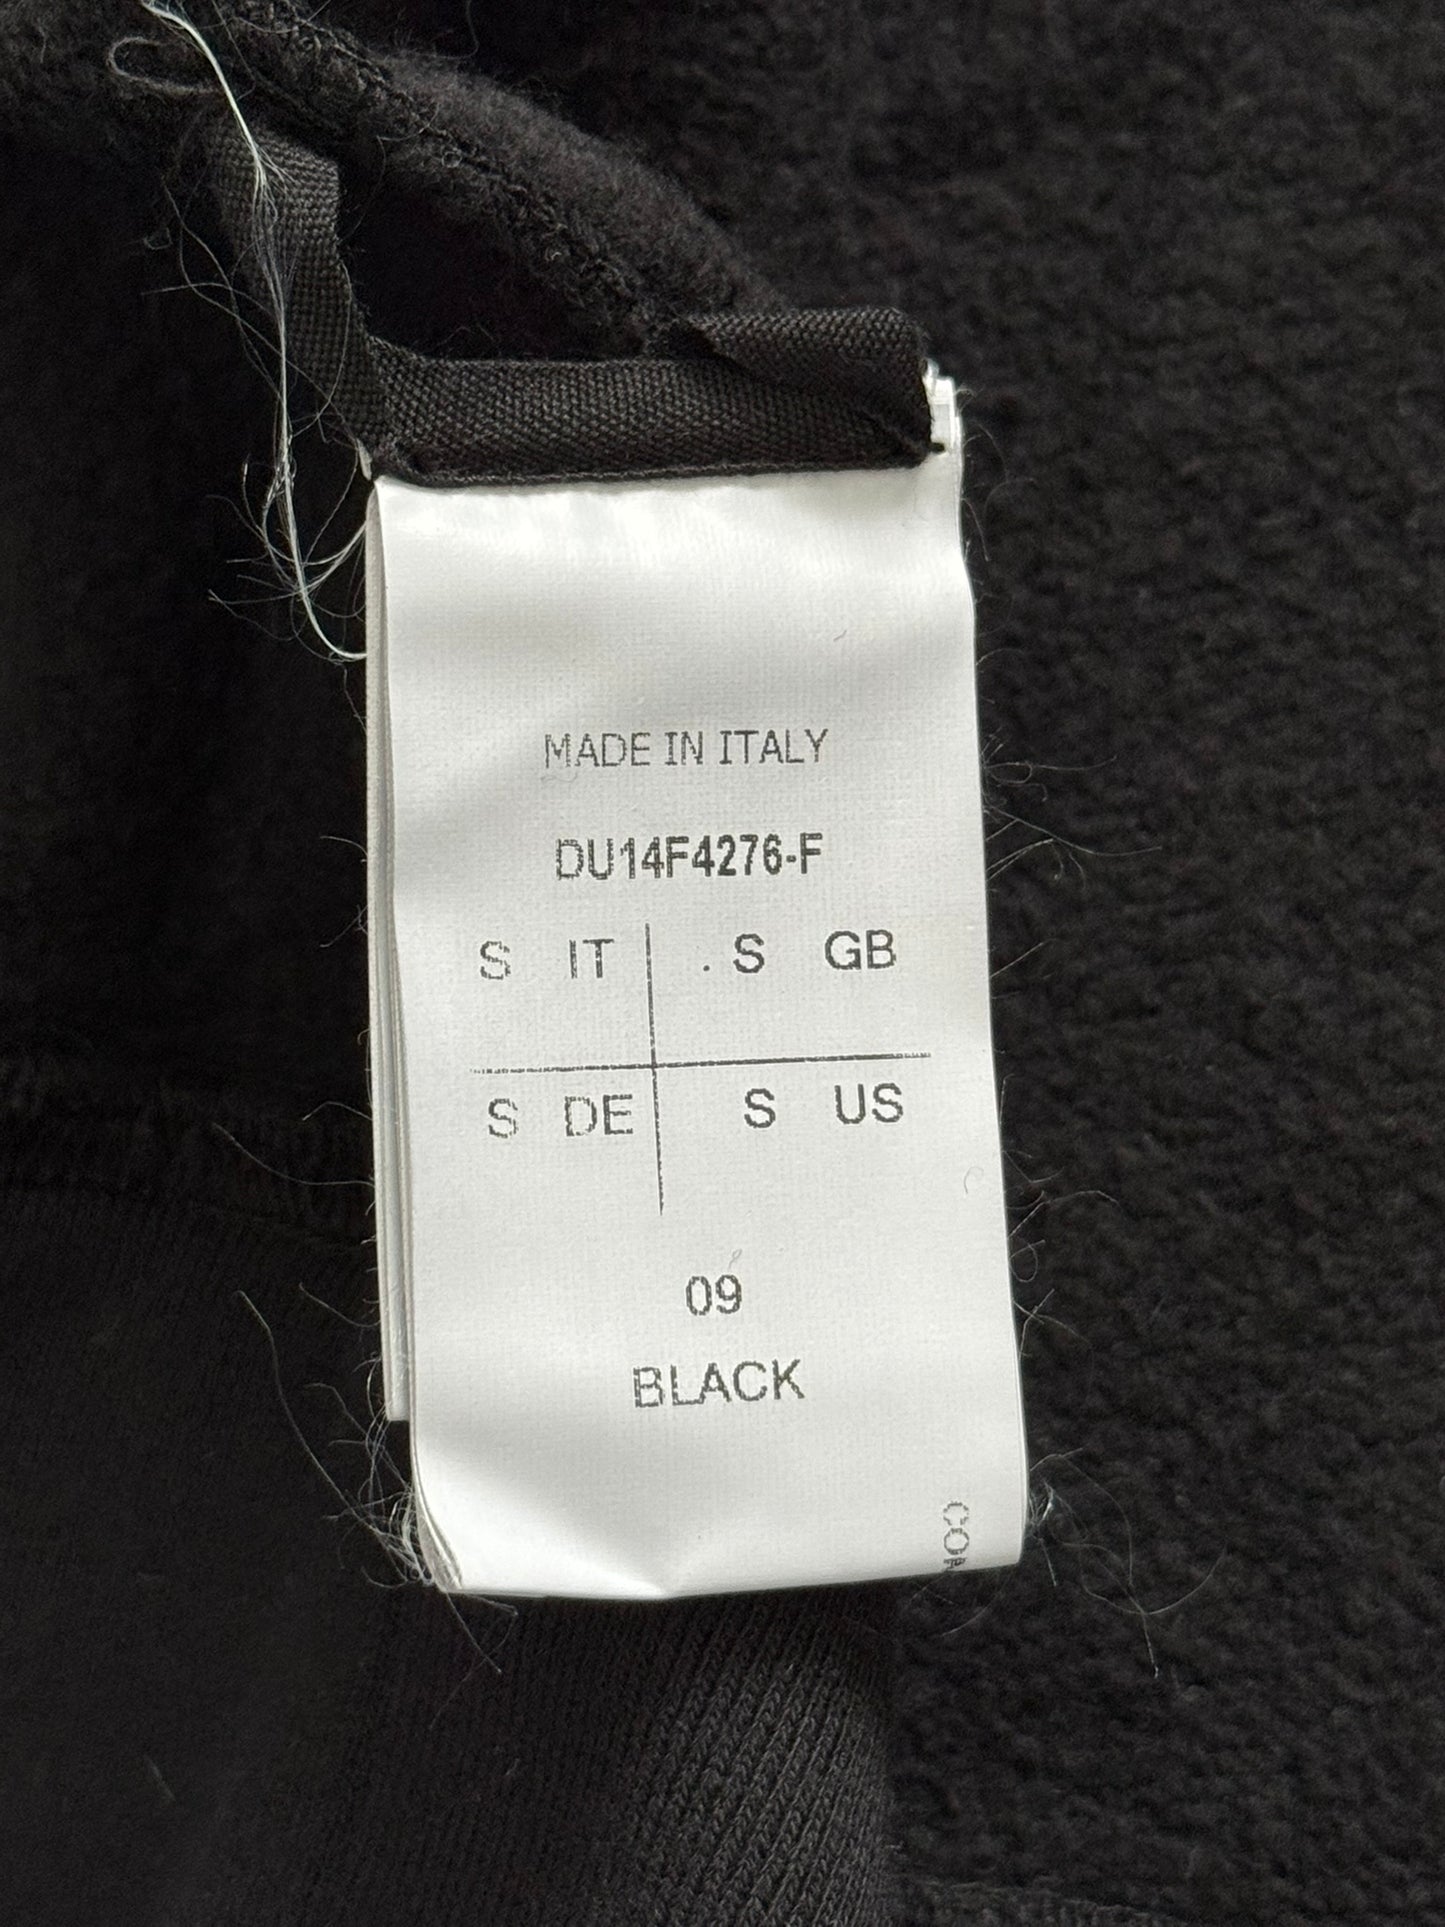 MADE IN ITALY
DU14F4276-F
S IT . S GB
S DE S US
09
BLACK